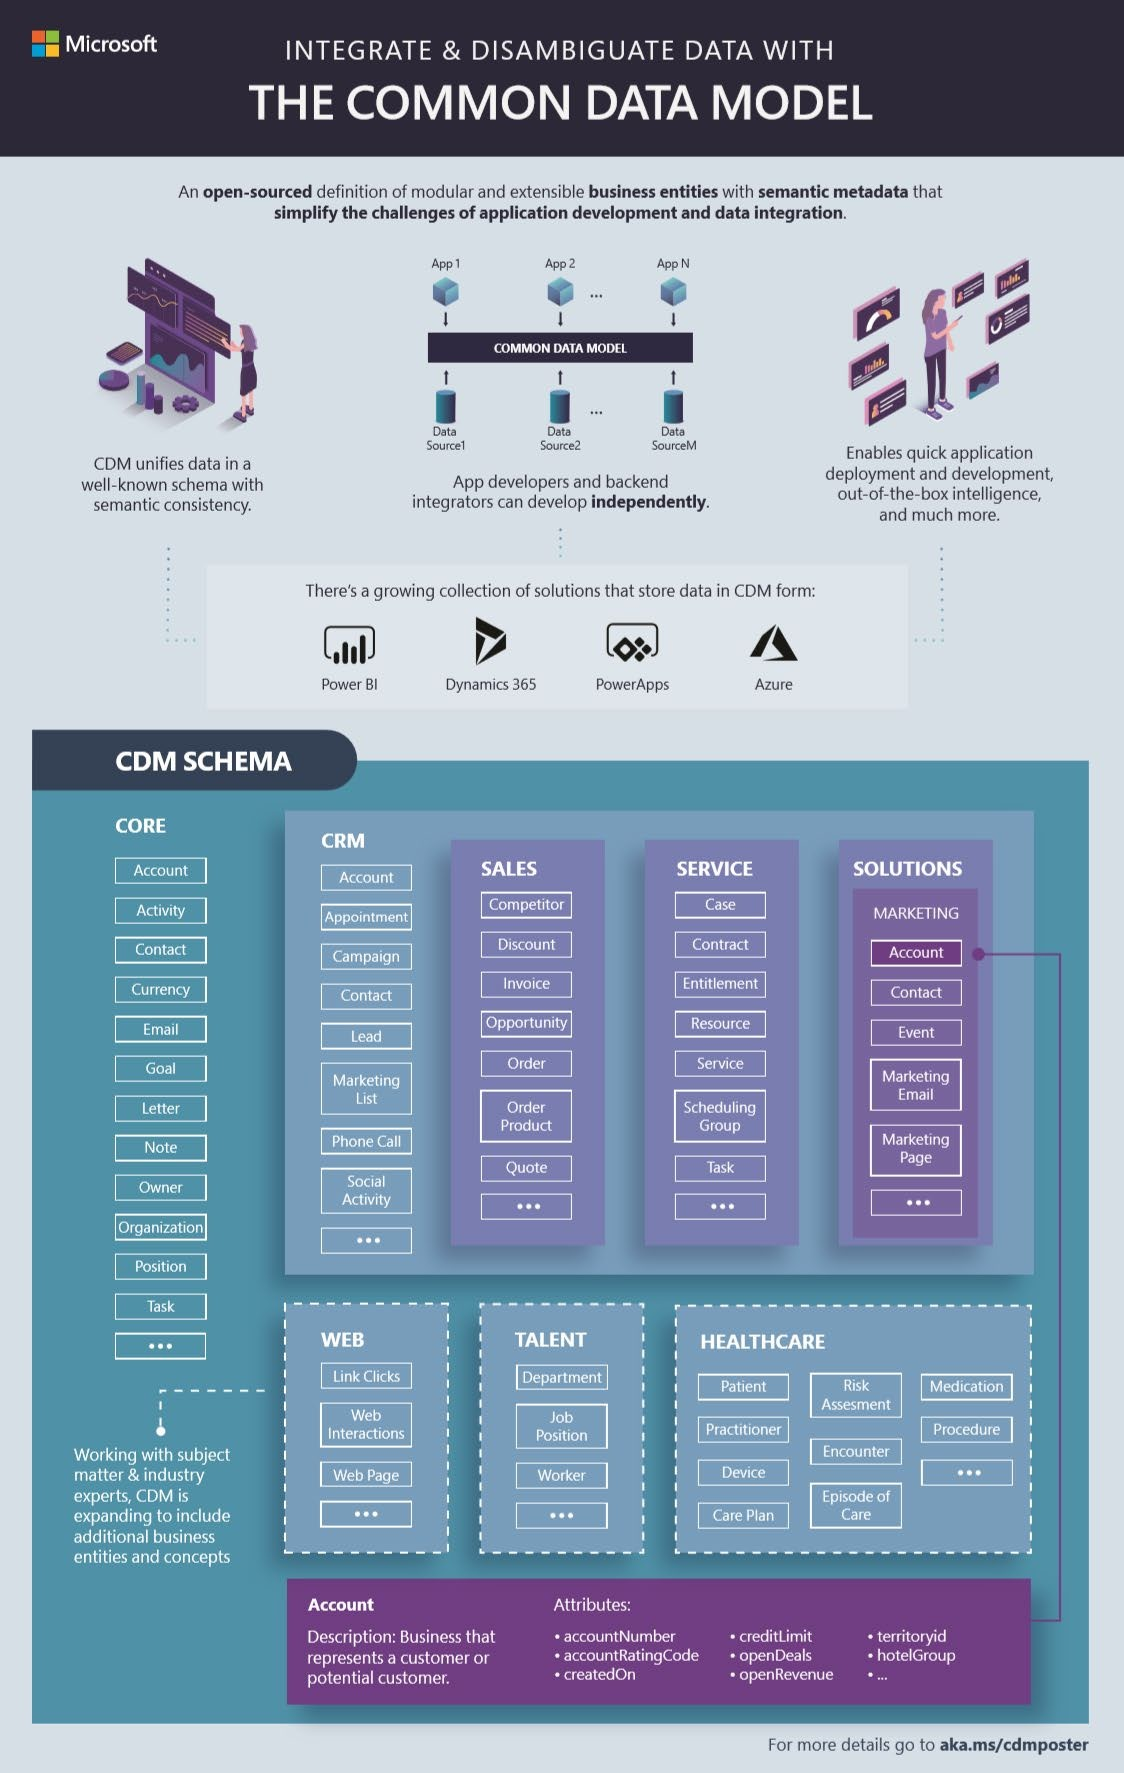 Microsoft
INTEGRATE & DISAMBIGUATE DATA WITH
THE COMMON DATA MODEL
An open-sourced definition of modular and extensible business entities with semantic metadata that
simplify the challenges of application development and data integration.
App 1
App 2
App N
...
COMMON DATA MODEL
...
Data
Source1
Data
Source2
Data
SourceM
CDM unifies data in a
well-known schema with
semantic consistency.
App developers and backend
integrators can develop independently.
Enables quick application
deployment and development,
out-of-the-box intelligence,
and much more.
There's a growing collection of solutions that store data in CDM form:
Power BI
Dynamics 365
PowerApps
Azure
CDM SCHEMA
CORE
Account
Activity
Contact
Currency
Email
Goal
Letter
Note
Owner
Organization
Position
Task
...
CRM
Account
Appointment
Campaign
Contact
Lead
Marketing
List
Phone Call
Social
Activity
...
SALES
Competitor
Discount
Invoice
Opportunity
Order
Order
Product
Quote
...
SERVICE
Case
Contract
Entitlement
Resource
Service
Scheduling
Group
Task
...
SOLUTIONS
MARKETING
Account
Contact
Event
Marketing
Email
Marketing
Page
...
WEB
Link Clicks
Web
Interactions
Web Page
...
TALENT
Department
Job
Position
Worker
...
HEALTHCARE
Patient
Practitioner
Device
Care Plan
Risk
Assesment
Encounter
Episode of
Care
Medication
Procedure
...
Working with subject
matter & industry
experts, CDM is
expanding to include
additional business
entities and concepts
Account
Description: Business that
represents a customer or
potential customer.
Attributes:
• accountNumber
• accountRatingCode
• createdOn
• creditLimit
• openDeals
• openRevenue
• territoryid
• hotelGroup
• ...
For more details go to aka.ms/cdmposter